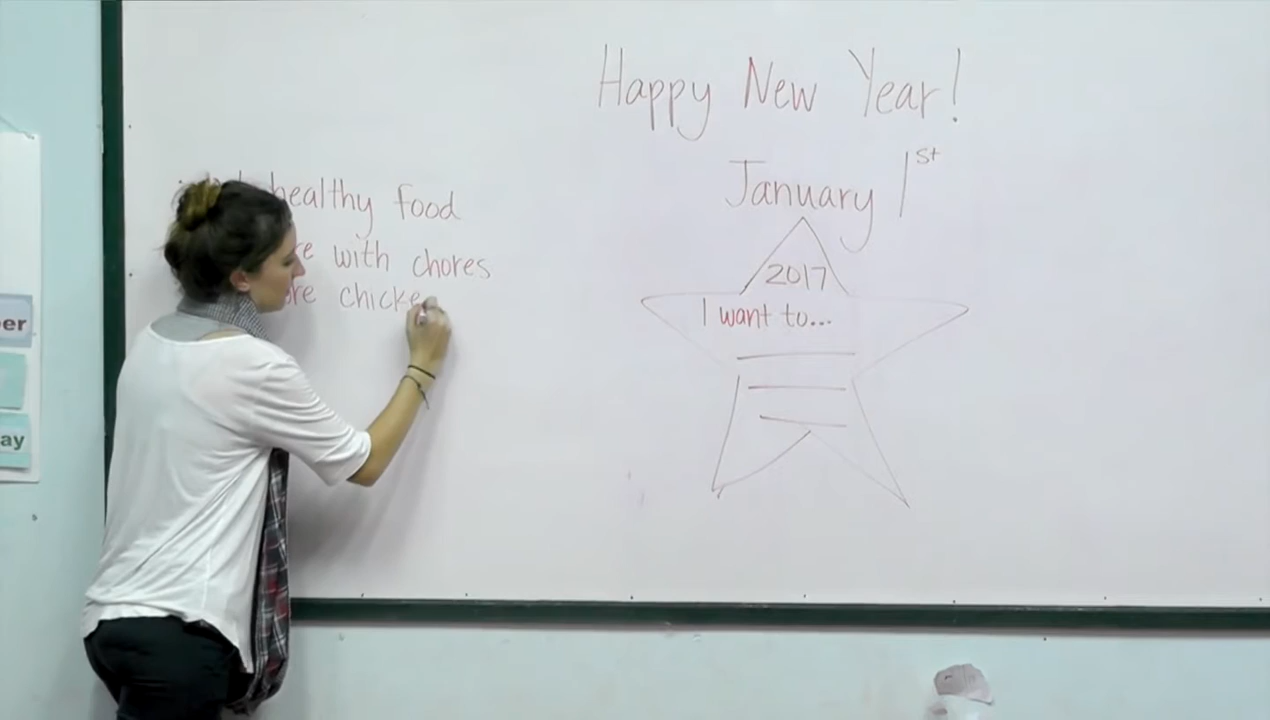 healthy food
with chores
chicke
Happy New Year!
January 1st
2017
I want to...
er
ay